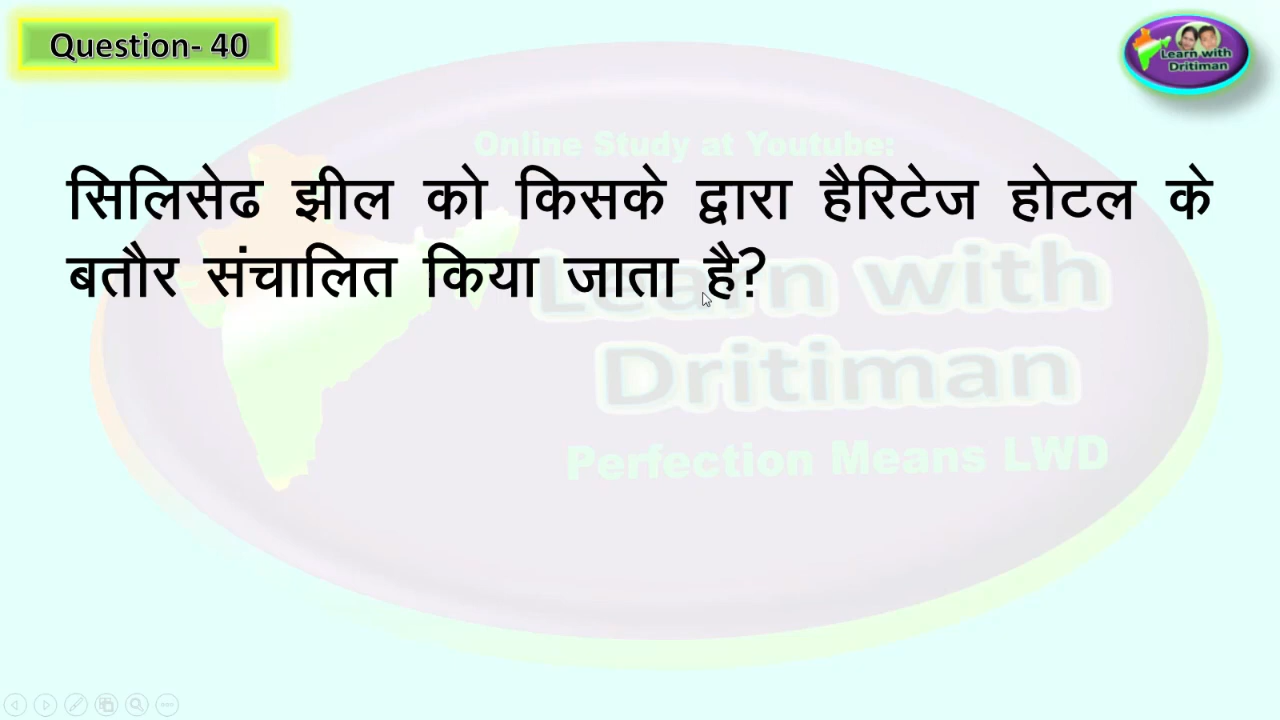 Question- 40
Learn with
Dritiman
Online Study at Youtube:
सिलिसेढ झील को किसके द्वारा हैरिटेज होटल के
बतौर संचालित किया जाता है?
Learn with
Dritiman
Perfection Means LWD